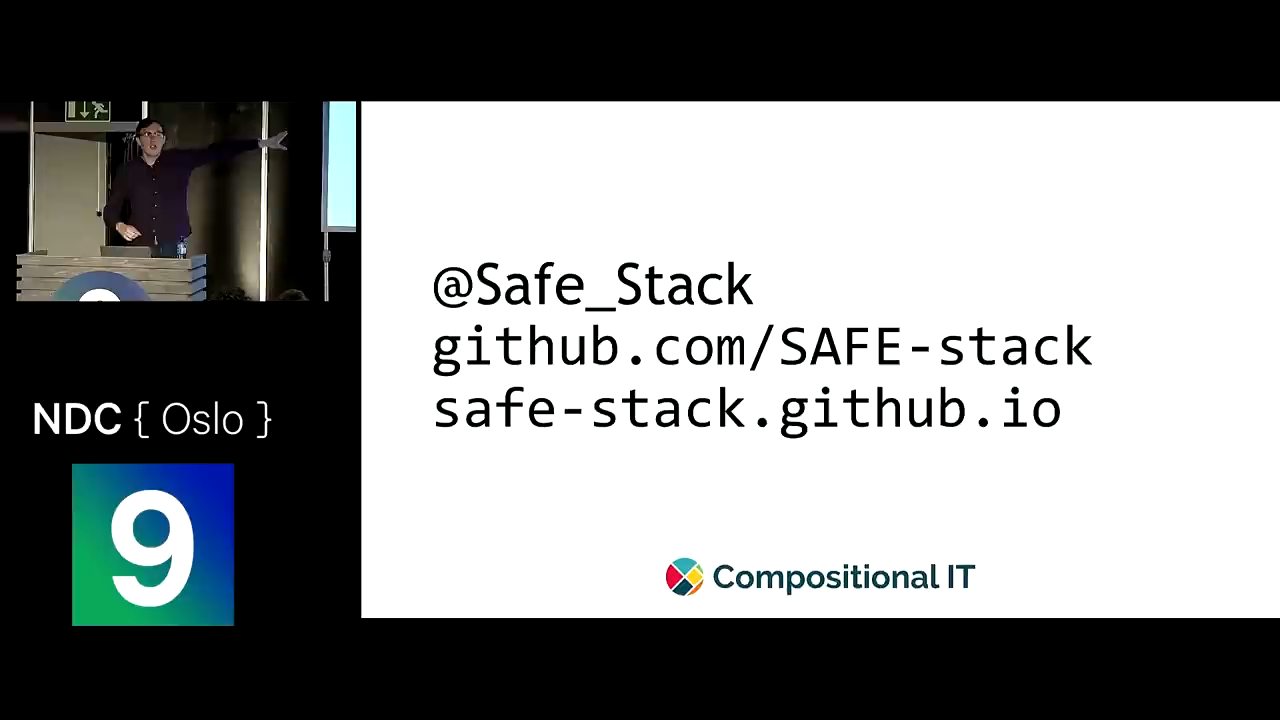 @Safe_Stack
github.com/SAFE-stack
safe-stack.github.io
NDC { Oslo }
9
Compositional IT